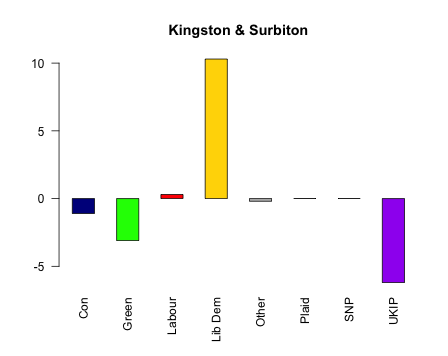 Kingston & Surbiton
10
5
0
-5
Con
Green
Labour
Lib Dem
Other
Plaid
SNP
UKIP